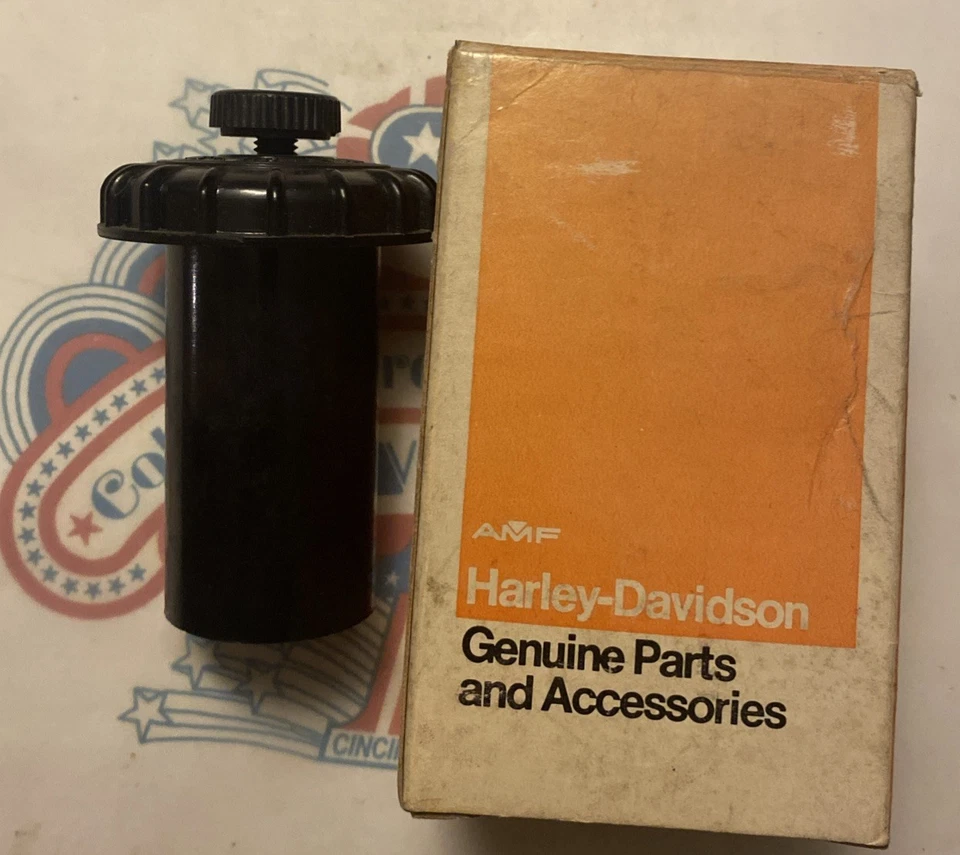 AMF
Harley-Davidson
Genuine Parts
and Accessories